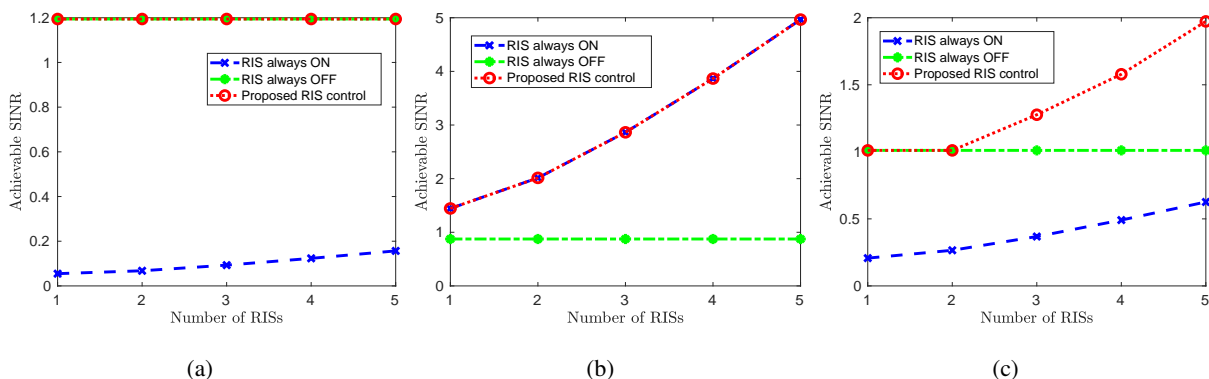 1.2
1
0.8
0.6
0.4
0.2
0
Achievable SINR
RIS always ON
RIS always OFF
Proposed RIS control
1 2 3 4 5
Number of RISs
(a)
5
4
3
2
1
0
Achievable SINR
RIS always ON
RIS always OFF
Proposed RIS control
1 2 3 4 5
Number of RISs
(b)
2
1.5
1
0.5
0
Achievable SINR
RIS always ON
RIS always OFF
Proposed RIS control
1 2 3 4 5
Number of RISs
(c)